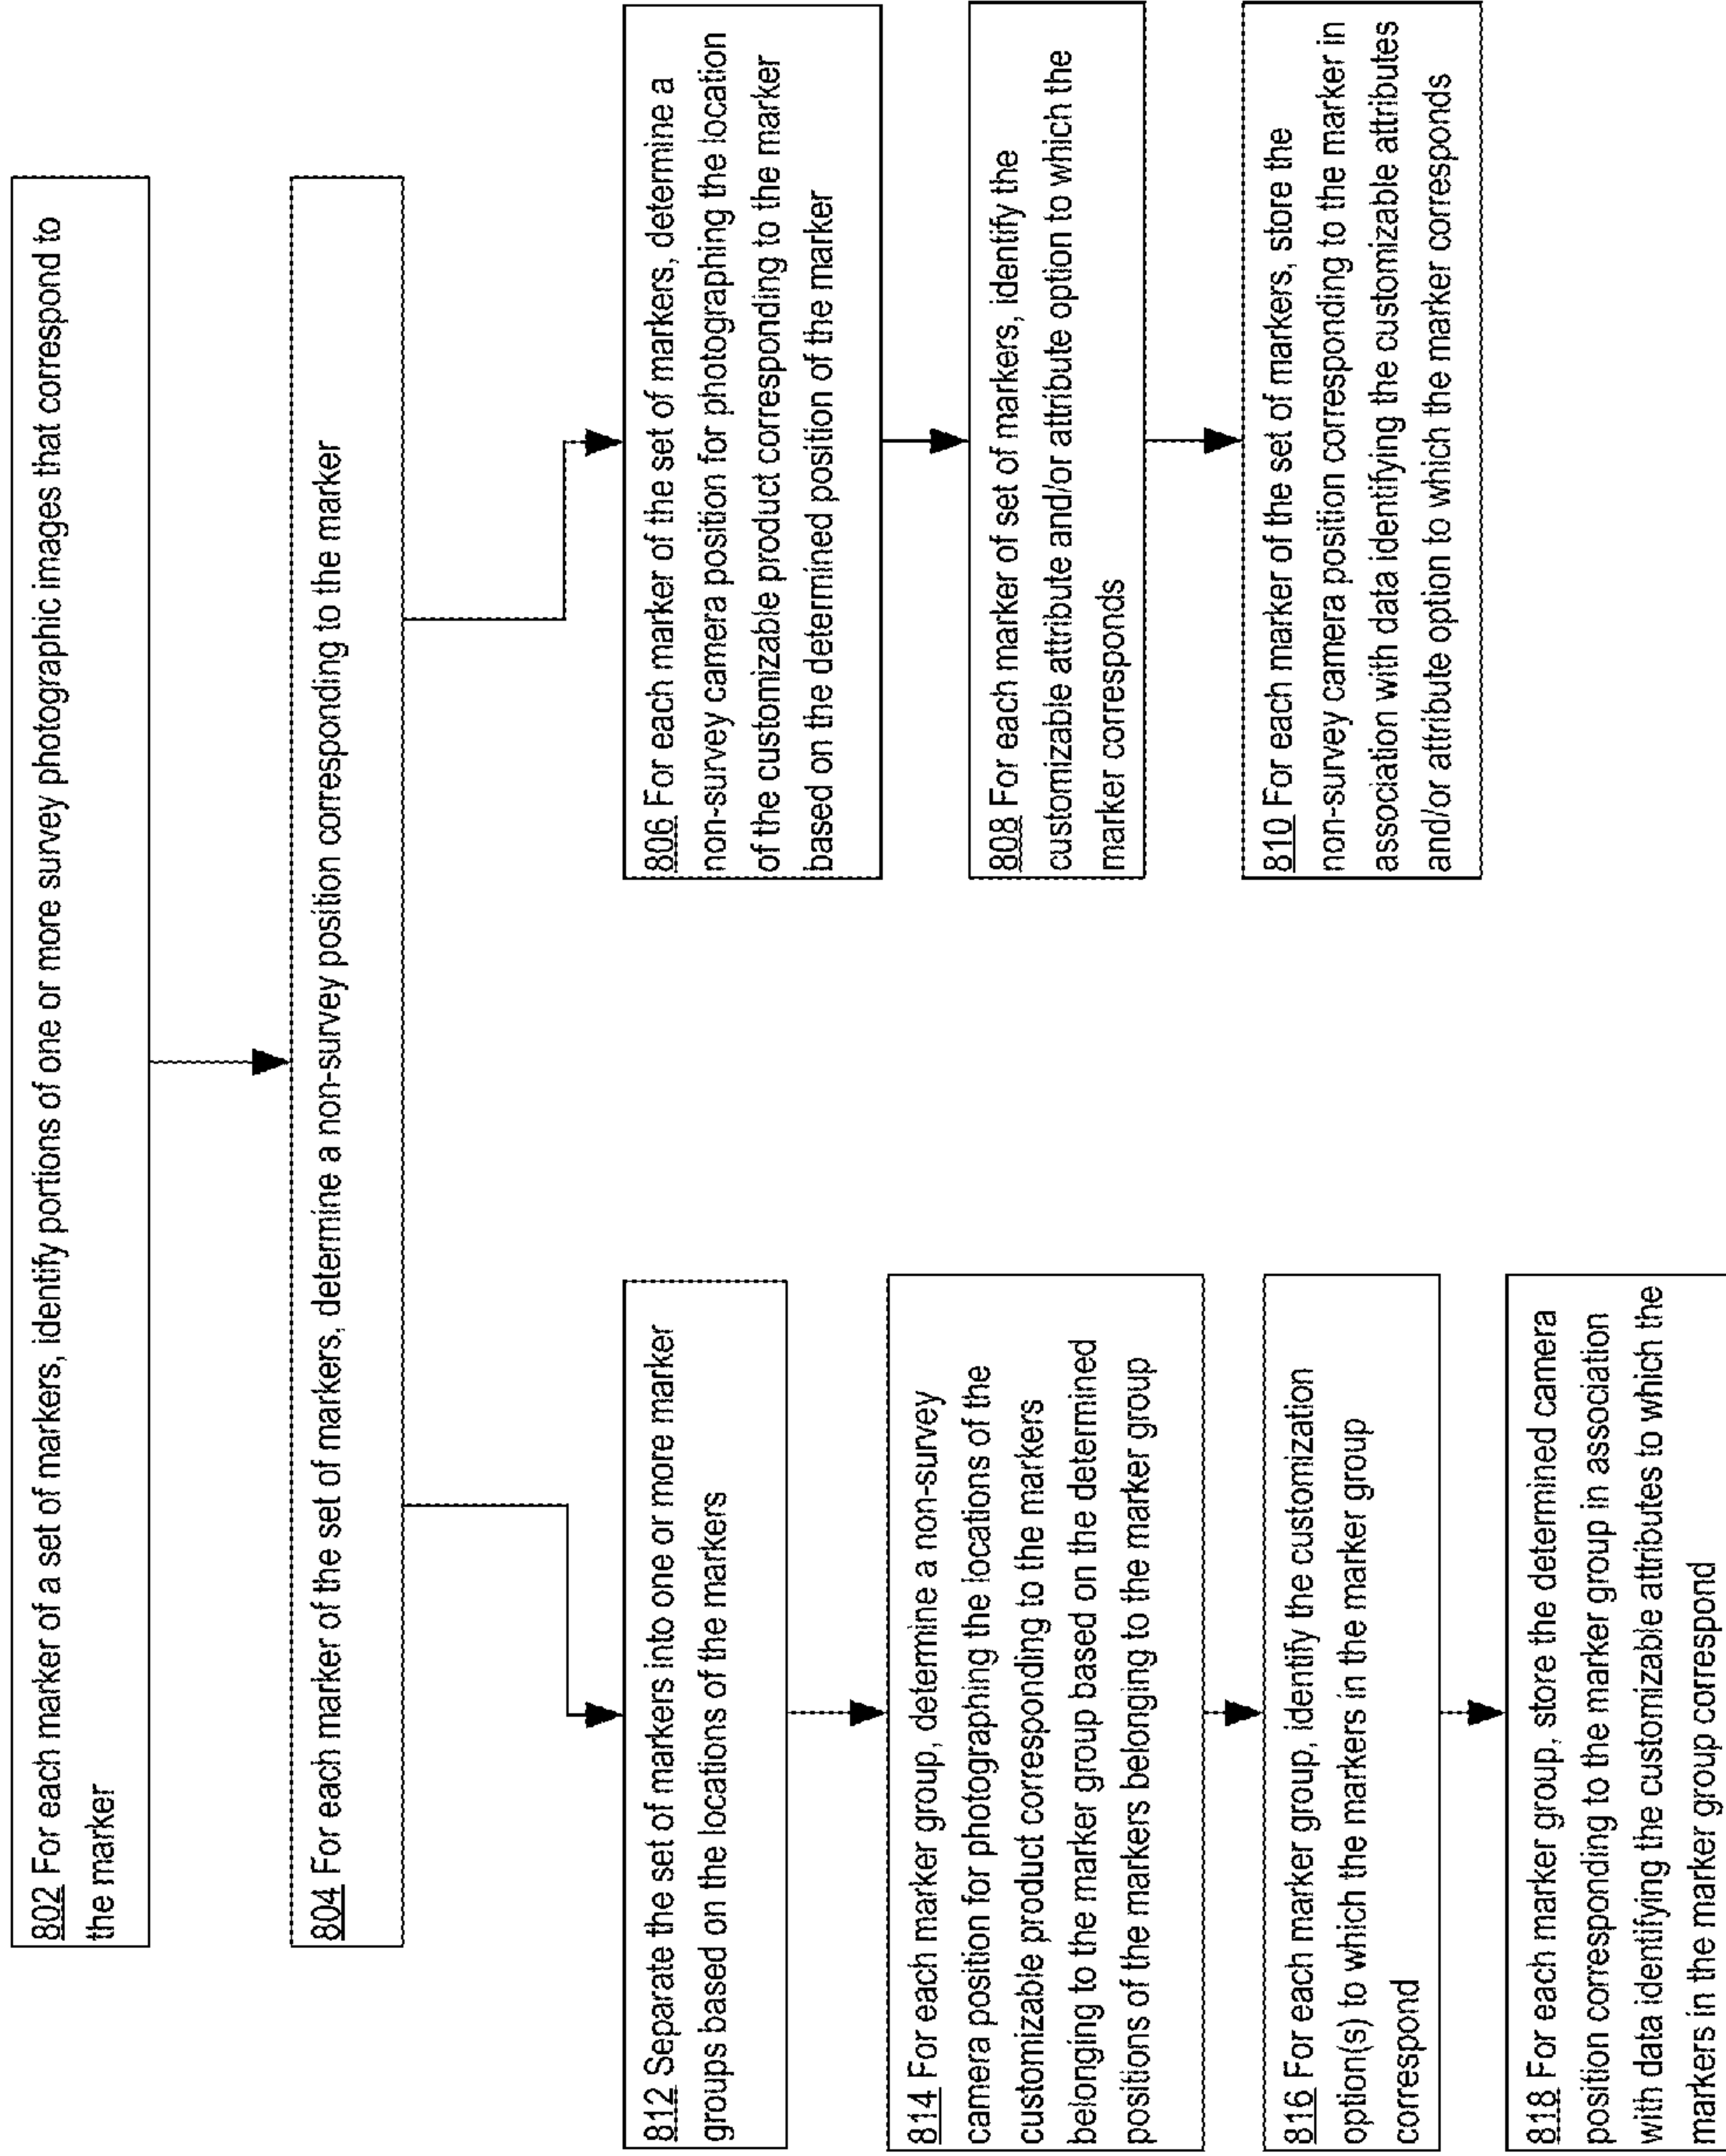 802 For each marker of a set of markers, identify portions of one or more survey photographic images that correspond to
the marker
804 For each marker of the set of markers, determine a non-survey position corresponding to the marker
812 Separate the set of markers into one or more marker
groups based on the locations of the markers
814 For each marker group, determine a non-survey
camera position for photographing the locations of the
customizable product corresponding to the markers
belonging to the marker group based on the determined
positions of the markers belonging to the marker group
816 For each marker group, identify the customization
option(s) to which the markers in the marker group
correspond
818 For each marker group, store the determined camera
position corresponding to the marker group in association
with data identifying the customizable attributes to which the
markers in the marker group correspond
806 For each marker of the set of markers, determine a
non-survey camera position for photographing the location
of the customizable product corresponding to the marker
based on the determined position of the marker
808 For each marker of set of markers, identify the
customizable attribute and/or attribute option to which the
marker corresponds
810 For each marker of the set of markers, store the
non-survey camera position corresponding to the marker in
association with data identifying the customizable attributes
and/or attribute option to which the marker corresponds